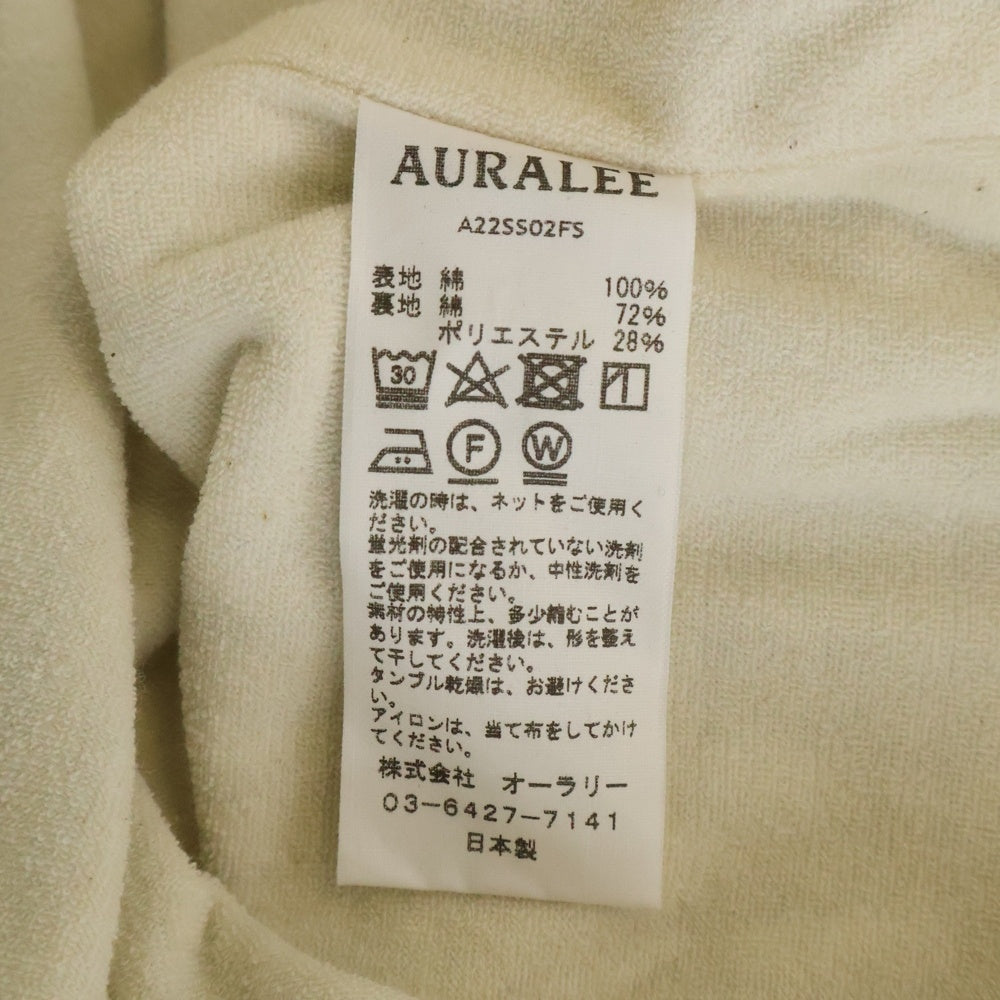 AURALEE
A22SS02FS
表地 綿 100%
裏地 綿 72%
ポリエステル 28%
30
F W
洗濯の時は、ネットをご使用く
ださい。
蛍光剤の配合されていない洗剤
をご使用になるか、中性洗剤を
ご使用ください。
素材の特性上、多少縮むことが
あります。洗濯後は、形を整え
て干してください。
タンブル乾燥は、お避けくださ
い。
アイロンは、当て布をしてかけ
てください。
株式会社 オーラリー
03-6427-7141
日本製